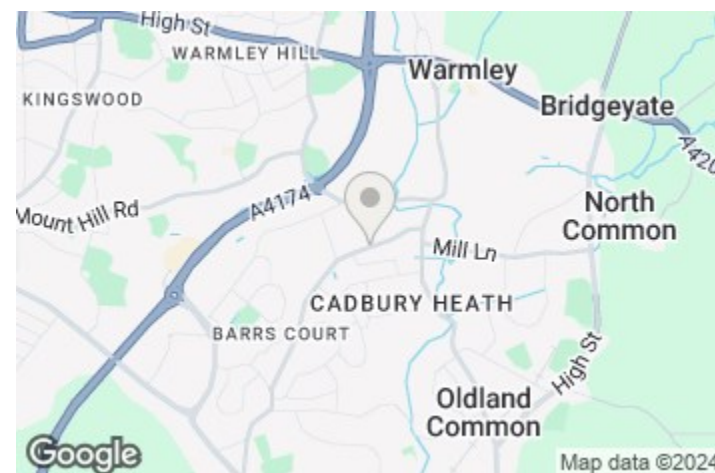 High St
WARMLEY HILL
Warmley
KINGSWOOD
Bridgeyate
A420
A4174
Mount Hill Rd
North
Common
Mill Ln
CADBURY HEATH
BARRS COURT
High St
Oldland
Common
Google
Map data ©2024